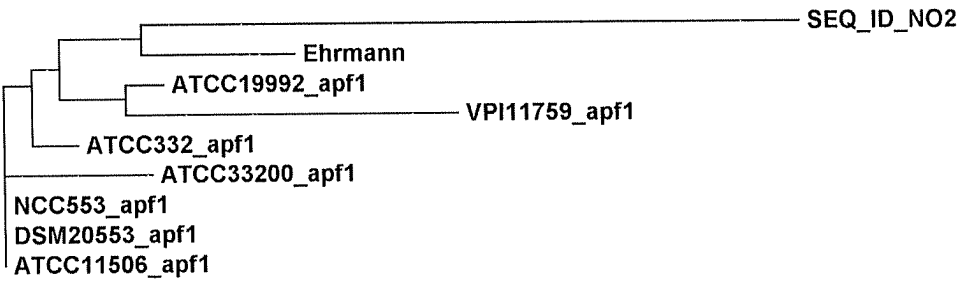 SEQ_ID_NO2
Ehrmann
ATCC19992_apf1
VPI11759_apf1
ATCC332_apf1
ATCC33200_apf1
NCC553_apf1
DSM20553_apf1
ATCC11506_apf1